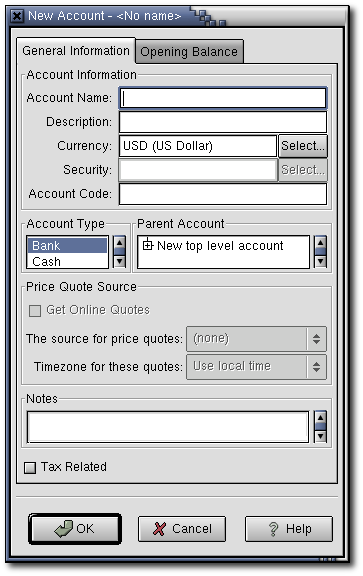 New Account - <No name>
General Information
Opening Balance
Account Information
Account Name:
Description:
Currency: USD (US Dollar) Select...
Security: Select...
Account Code:
Account Type
Parent Account
Bank
Cash
New top level account
Price Quote Source
Get Online Quotes
The source for price quotes: (none)
Timezone for these quotes: Use local time
Notes
Tax Related
OK
Cancel
Help